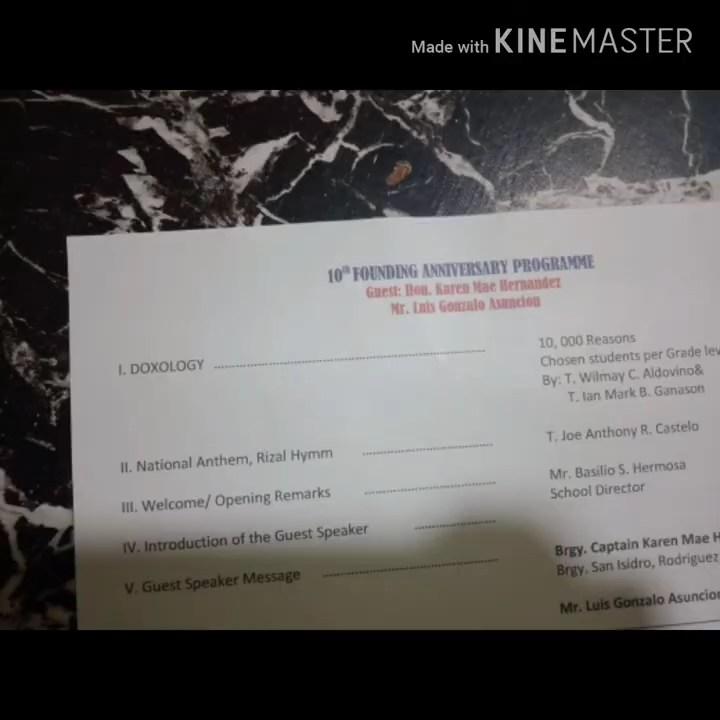 Made with KINEMASTER
10th FOUNDING ANNIVERSARY PROGRAMME
Guest: Hon. Karen Mae Hernandez
Mr. Luis Gonzalo Asuncion
I. DOXOLOGY ................................................
10, 000 Reasons
Chosen students per Grade lev
By: T. Wilmay C. Aldovino&
T. Ian Mark B. Ganason
II. National Anthem, Rizal Hymm ................................
T. Joe Anthony R. Castelo
III. Welcome/ Opening Remarks ................................
Mr. Basilio S. Hermosa
School Director
IV. Introduction of the Guest Speaker ....................
V. Guest Speaker Message ..........................................
Brgy. Captain Karen Mae H
Brgy. San Isidro, Rodriguez
Mr. Luis Gonzalo Asuncion